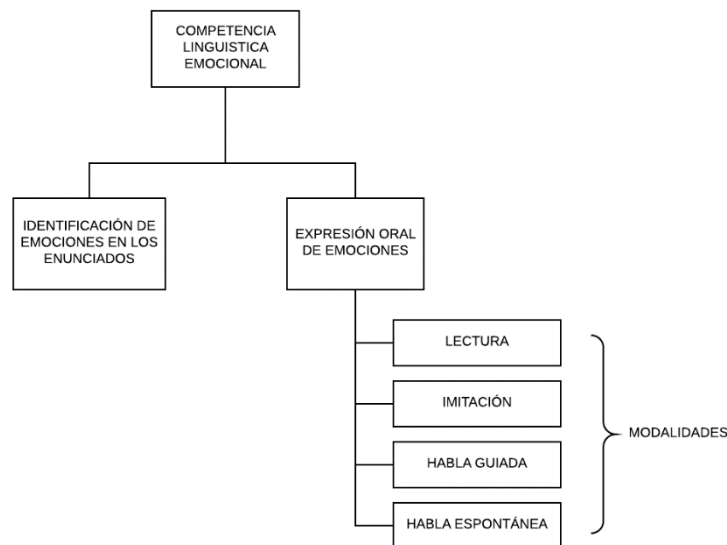 COMPETENCIA
LINGUISTICA
EMOCIONAL
IDENTIFICACIÓN DE
EMOCIONES EN LOS
ENUNCIADOS
EXPRESIÓN ORAL
DE EMOCIONES
LECTURA
IMITACIÓN
HABLA GUIADA
HABLA ESPONTÁNEA
MODALIDADES